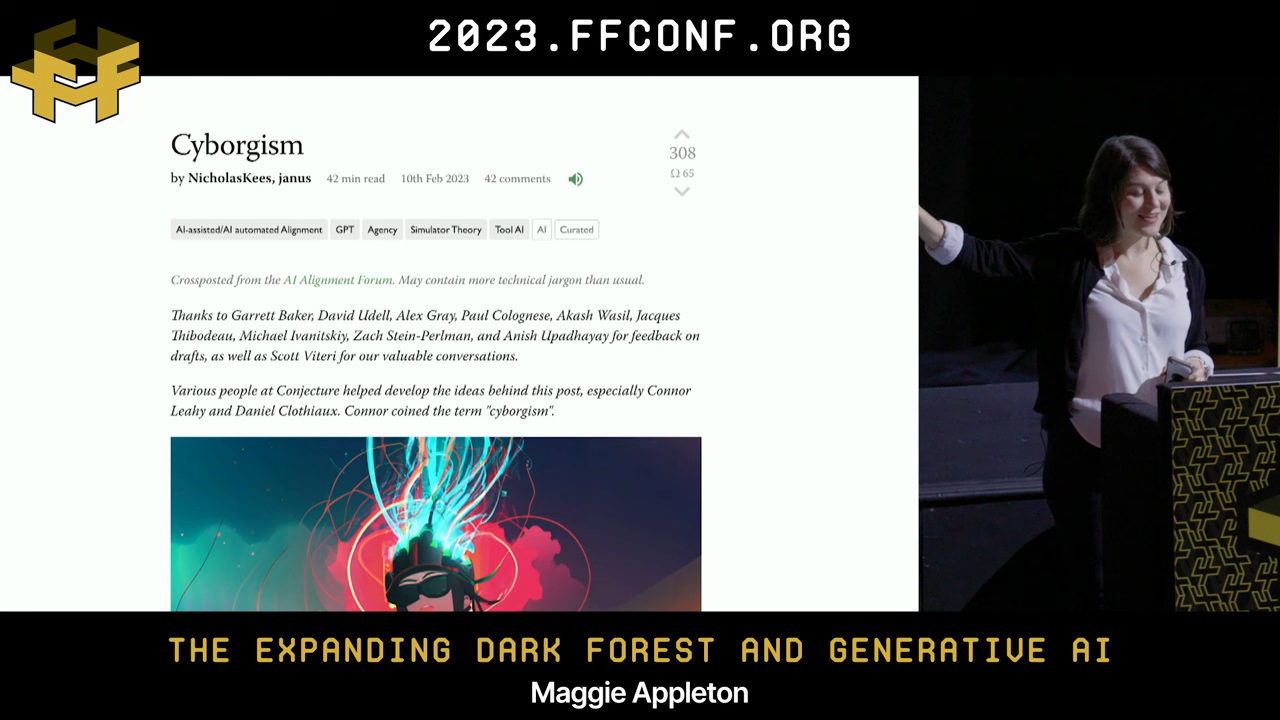 2023.FFCONF.ORG
Cyborgism
by NicholasKees, janus 42 min read 10th Feb 2023 42 comments
308
Ω 65
AI-assisted/AI automated Alignment GPT Agency Simulator Theory Tool AI AI Curated
Crossposted from the AI Alignment Forum. May contain more technical jargon than usual.
Thanks to Garrett Baker, David Udell, Alex Gray, Paul Colognese, Akash Wasil, Jacques
Thibodeau, Michael Ivanitskiy, Zach Stein-Perlman, and Anish Upadhayay for feedback on
drafts, as well as Scott Viteri for our valuable conversations.
Various people at Conjecture helped develop the ideas behind this post, especially Connor
Leahy and Daniel Clothiaux. Connor coined the term "cyborgism".
THE EXPANDING DARK FOREST AND GENERATIVE AI
Maggie Appleton